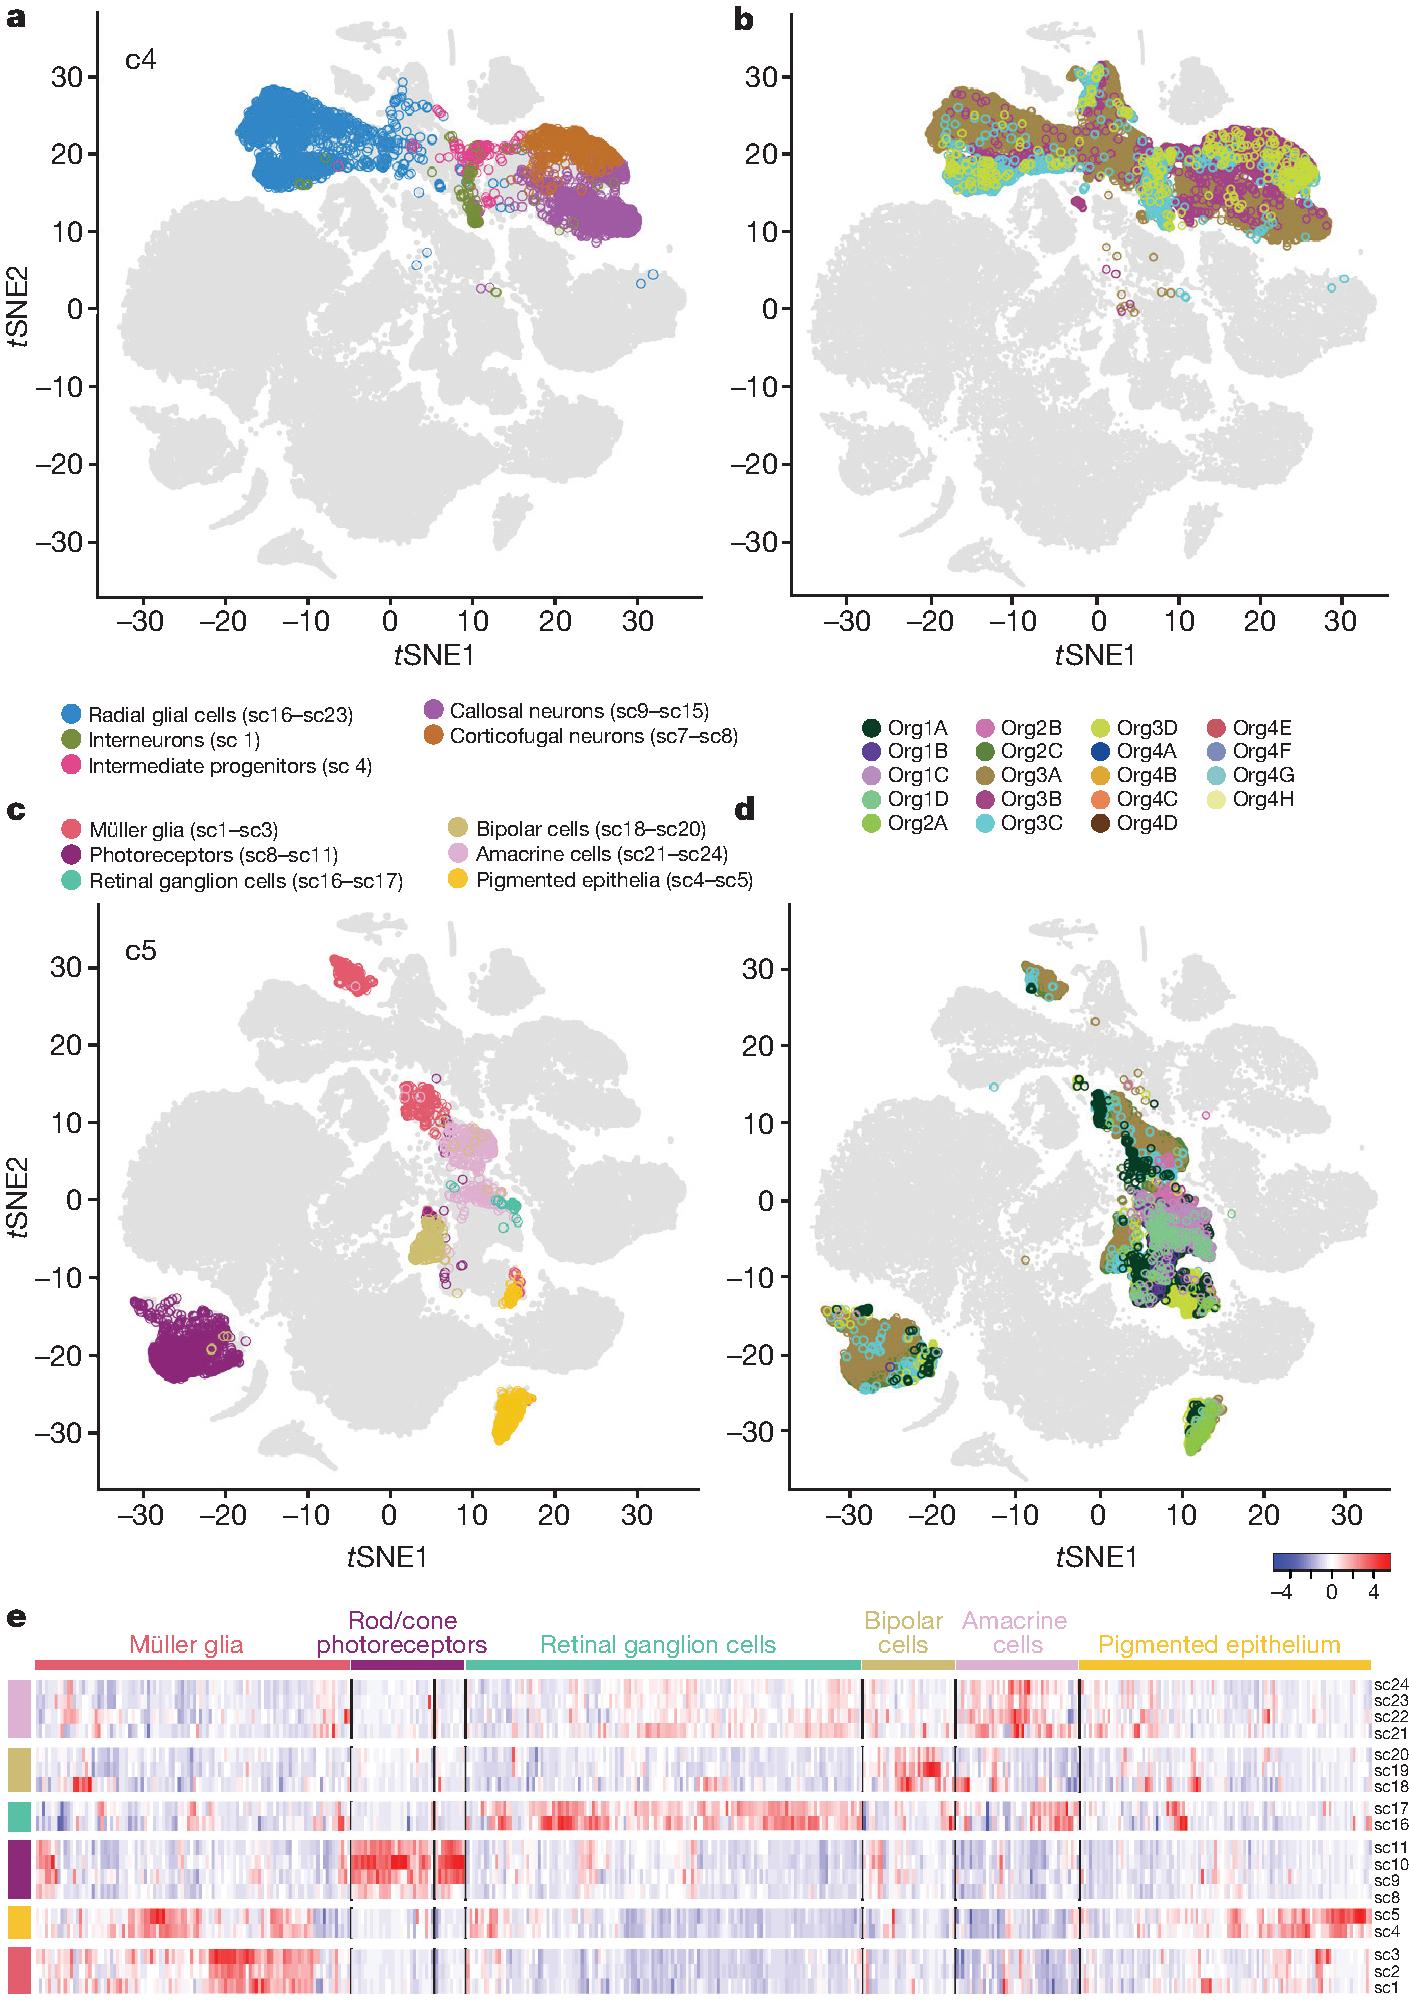 a
c4
30
20
10
0
–10
–20
–30
tSNE2
–30 –20 –10 0 10 20 30
tSNE1
b
30
20
10
0
–10
–20
–30
–30 –20 –10 0 10 20 30
tSNE1
Radial glial cells (sc16–sc23)
Interneurons (sc 1)
Intermediate progenitors (sc 4)
Callosal neurons (sc9–sc15)
Corticofugal neurons (sc7–sc8)
Org1A Org2B Org3D Org4E
Org1B Org2C Org4A Org4F
Org1C Org3A Org4B Org4G
Org1D Org3B Org4C Org4H
Org2A Org3C Org4D
c
Müller glia (sc1–sc3)
Photoreceptors (sc8–sc11)
Retinal ganglion cells (sc16–sc17)
Bipolar cells (sc18–sc20)
Amacrine cells (sc21–sc24)
Pigmented epithelia (sc4–sc5)
c5
30
20
10
0
–10
–20
–30
tSNE2
–30 –20 –10 0 10 20 30
tSNE1
d
30
20
10
0
–10
–20
–30
–30 –20 –10 0 10 20 30
tSNE1
–4 0 4
e
Müller glia
Rod/cone
photoreceptors
Retinal ganglion cells
Bipolar
cells
Amacrine
cells
Pigmented epithelium
sc24
sc23
sc22
sc21
sc20
sc19
sc18
sc17
sc16
sc11
sc10
sc9
sc8
sc5
sc4
sc3
sc2
sc1